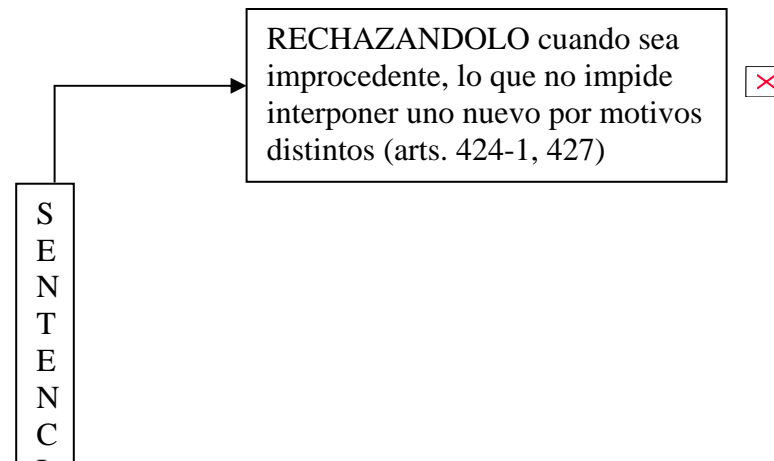 RECHAZANDOLO cuando sea
improcedente, lo que no impide
interponer uno nuevo por motivos
distintos (arts. 424-1, 427)
S
E
N
T
E
N
C